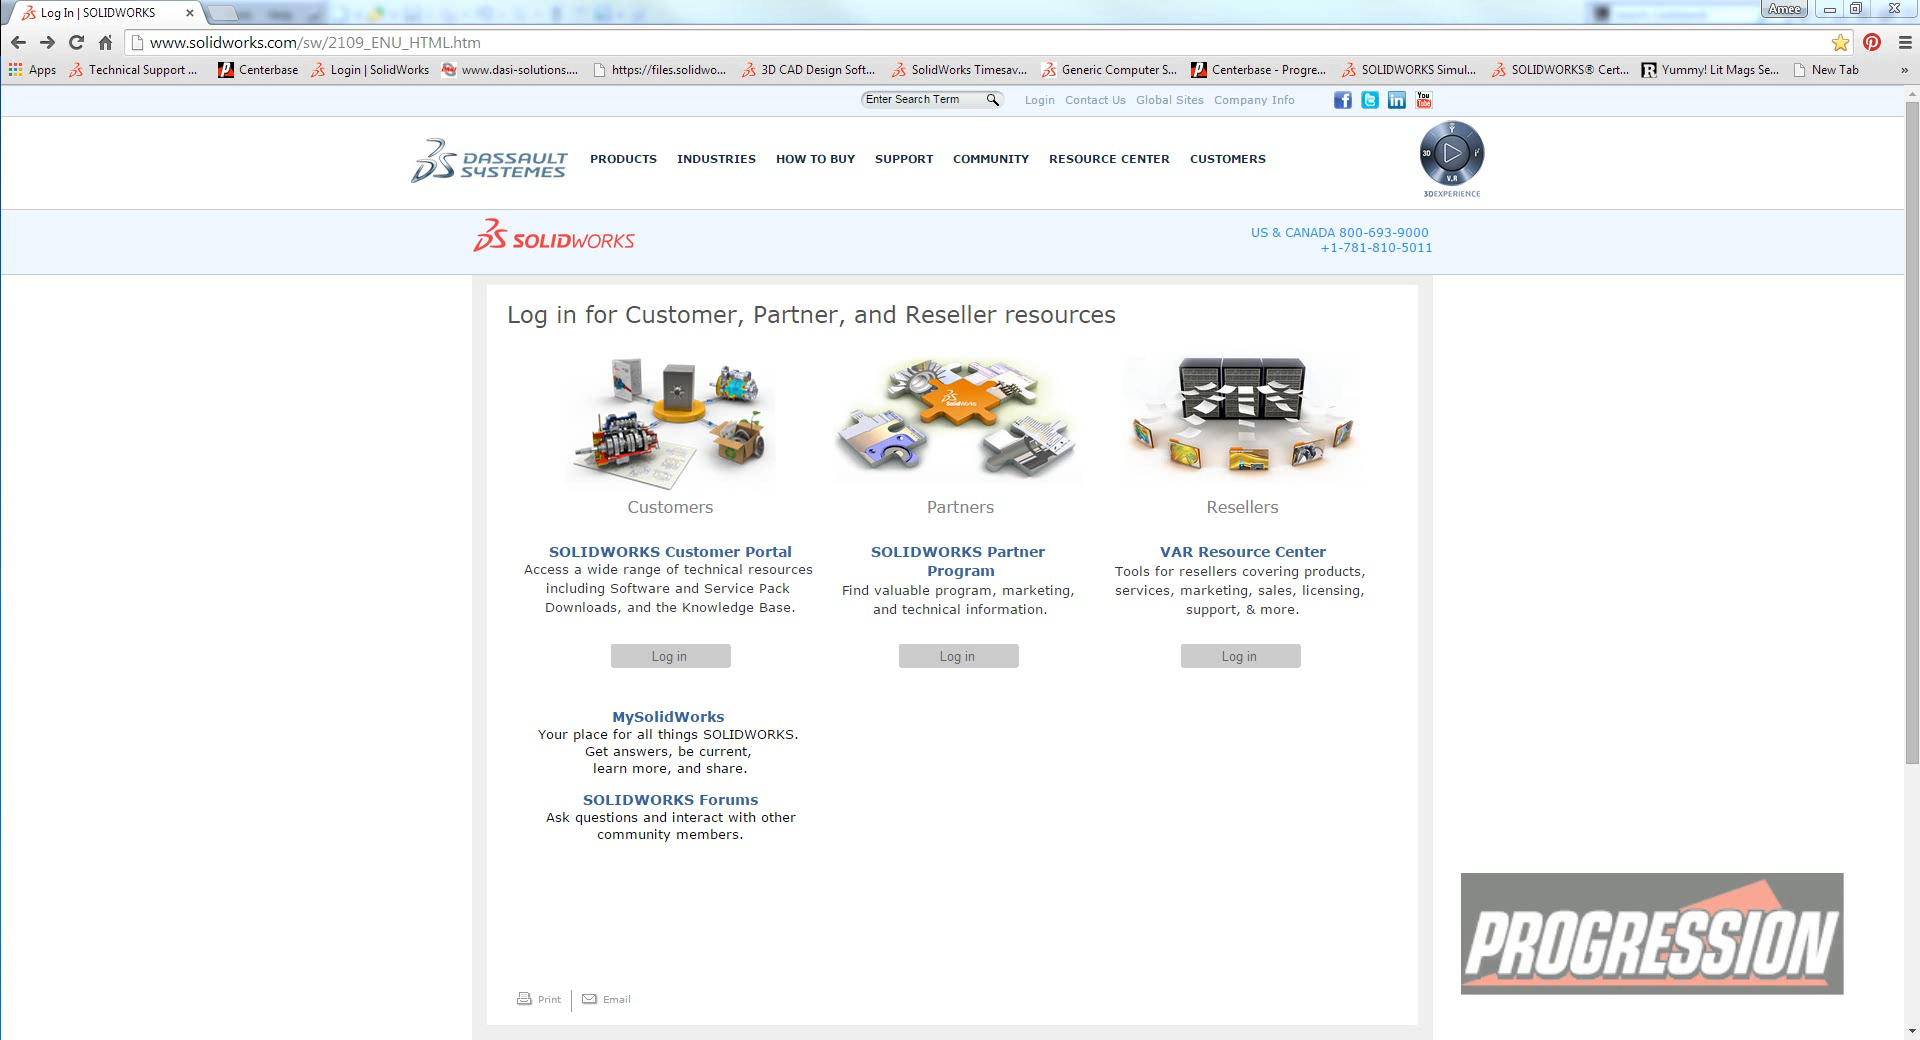 Log In | SOLIDWORKS
Amee
www.solidworks.com/sw/2109_ENU_HTML.htm
Apps Technical Support ... Centerbase Login | SolidWorks www.dasi-solutions.... https://files.solidwo... 3D CAD Design Soft... SolidWorks Timesav... Generic Computer S... Centerbase - Progre... SOLIDWORKS Simul... SOLIDWORKS® Cert... Yummy! Lit Mags Se... New Tab »
Enter Search Term Login Contact Us Global Sites Company Info
DASSAULT SYSTEMES
PRODUCTS INDUSTRIES HOW TO BUY SUPPORT COMMUNITY RESOURCE CENTER CUSTOMERS
3D V.R
3DEXPERIENCE
SOLIDWORKS
US & CANADA 800-693-9000
+1-781-810-5011
Log in for Customer, Partner, and Reseller resources
SolidWorks
Customers Partners Resellers
SOLIDWORKS Customer Portal
Access a wide range of technical resources
including Software and Service Pack
Downloads, and the Knowledge Base.
Log in
SOLIDWORKS Partner
Program
Find valuable program, marketing,
and technical information.
Log in
VAR Resource Center
Tools for resellers covering products,
services, marketing, sales, licensing,
support, & more.
Log in
MySolidWorks
Your place for all things SOLIDWORKS.
Get answers, be current,
learn more, and share.
SOLIDWORKS Forums
Ask questions and interact with other
community members.
Print Email
PROGRESSION